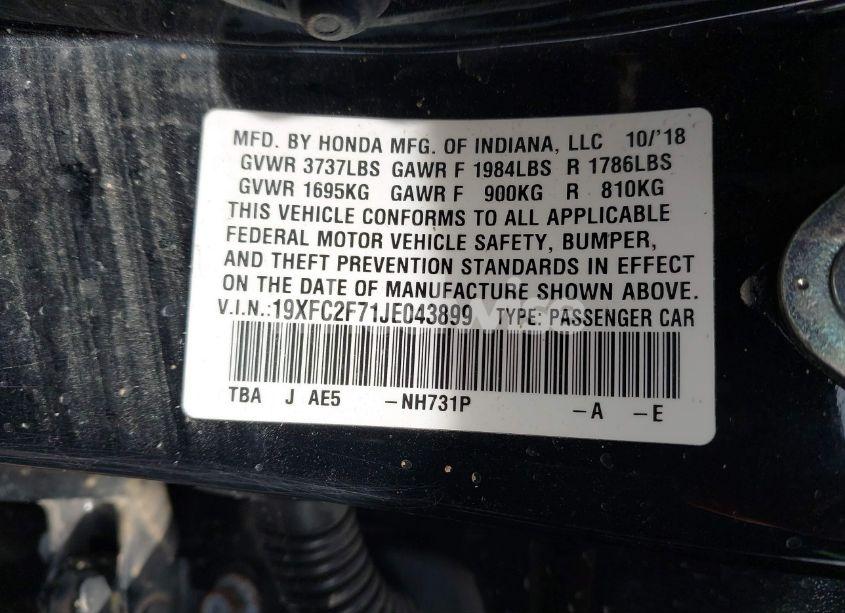 MFD. BY HONDA MFG. OF INDIANA, LLC 10/'18
GVWR 3737LBS GAWR F 1984LBS R 1786LBS
GVWR 1695KG GAWR F 900KG R 810KG
THIS VEHICLE CONFORMS TO ALL APPLICABLE
FEDERAL MOTOR VEHICLE SAFETY, BUMPER,
AND THEFT PREVENTION STANDARDS IN EFFECT
ON THE DATE OF MANUFACTURE SHOWN ABOVE.
V.I.N.:19XFC2F71JE043899 TYPE: PASSENGER CAR
TBA J AE5 -NH731P -A -E